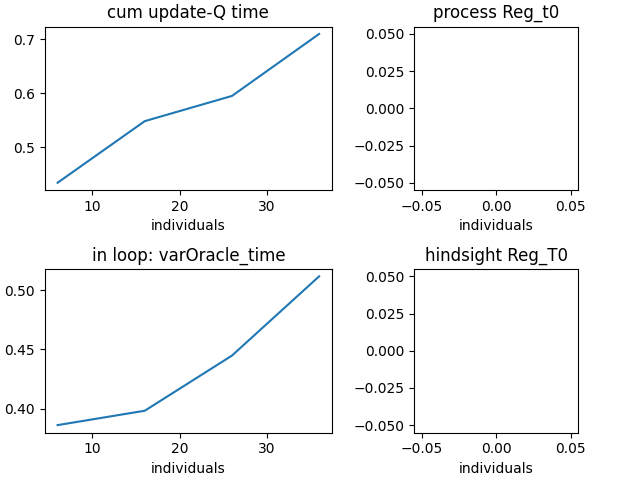 cum update-Q time
0.7
0.6
0.5
10 20 30
individuals
process Reg_t0
0.050
0.025
0.000
−0.025
−0.050
−0.05 0.00 0.05
individuals
in loop: varOracle_time
0.50
0.45
0.40
10 20 30
individuals
hindsight Reg_T0
0.050
0.025
0.000
−0.025
−0.050
−0.05 0.00 0.05
individuals